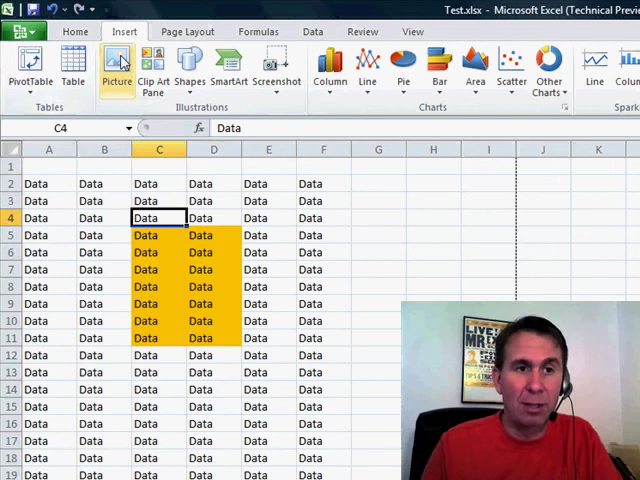 Test.xlsx - Microsoft Excel (Technical Previe
Home Insert Page Layout Formulas Data Review View
PivotTable Table Picture Clip Art Pane Shapes SmartArt Screenshot Column Line Pie Bar Area Scatter Other Charts Line Colum
Tables Illustrations Charts Spark
C4 fx Data
A B C D E F G H I J K
1
2 Data Data Data Data Data Data
3 Data Data Data Data Data Data
4 Data Data Data Data Data Data
5 Data Data Data Data Data Data
6 Data Data Data Data Data Data
7 Data Data Data Data Data Data
8 Data Data Data Data Data Data
9 Data Data Data Data Data Data
10 Data Data Data Data Data Data
11 Data Data Data Data Data Data
12 Data Data Data Data Data Data
13 Data Data Data Data Data Data
14 Data Data Data Data Data Data
15 Data Data Data Data Data Data
16 Data Data Data Data Data Data
17 Data Data Data Data Data Data
18 Data Data Data Data Data Data
19 Data Data Data Data Data Data
LIVE
MR EX